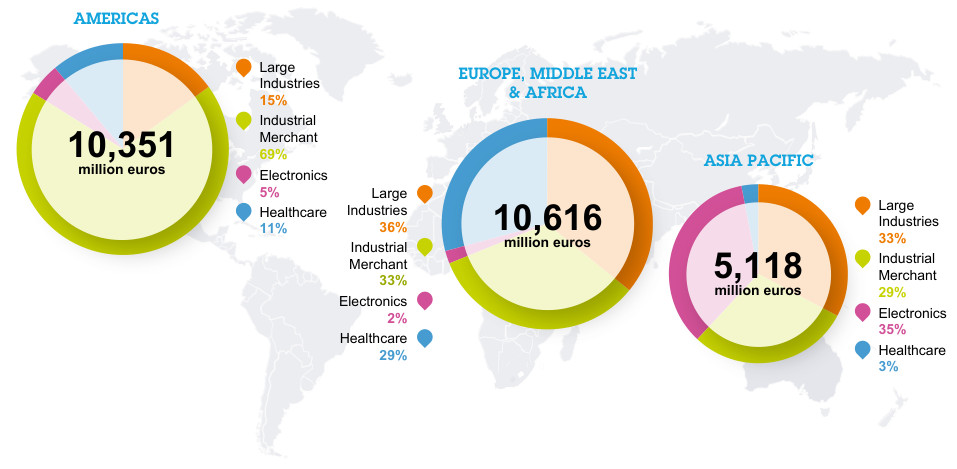 AMERICAS
10,351
million euros
Large
Industries
15%
Industrial
Merchant
69%
Electronics
5%
Healthcare
11%
EUROPE, MIDDLE EAST
& AFRICA
10,616
million euros
Large
Industries
36%
Industrial
Merchant
33%
Electronics
2%
Healthcare
29%
ASIA PACIFIC
5,118
million euros
Large
Industries
33%
Industrial
Merchant
29%
Electronics
35%
Healthcare
3%